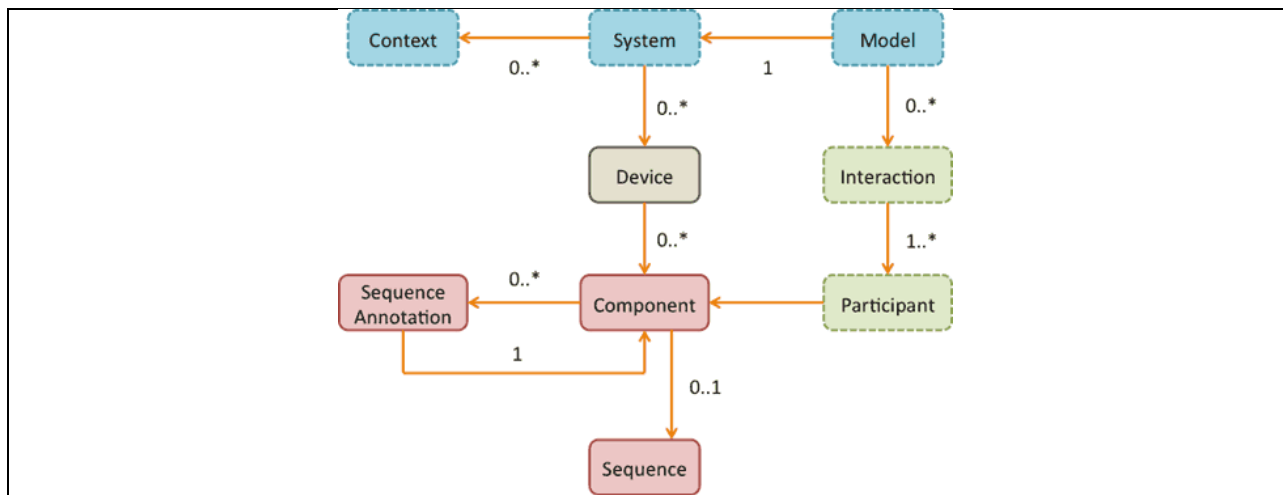 Context
System
Model
0..*
1
0..*
0..*
Device
Interaction
0..*
1..*
0..*
Sequence
Annotation
Component
Participant
1
0..1
Sequence